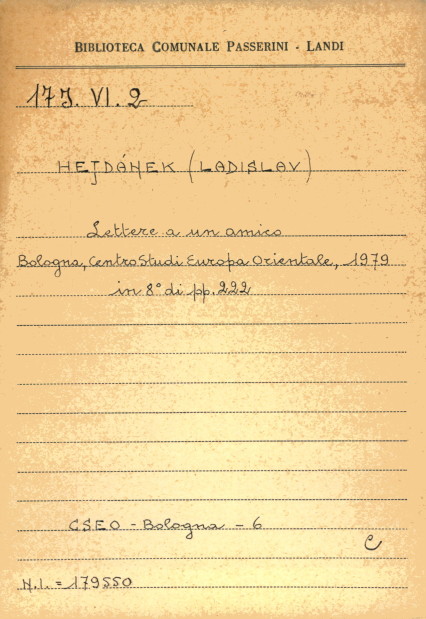 BIBLIOTECA COMUNALE PASSERINI - LANDI
17J. VI. 2
HEJDÁNEK (LADISLAV)
Lettere a un amico
Bologna, Centro Studi Europa Orientale, 1979
in 8° di pp. 222
CSEO - Bologna - 6
C
N.I. = 179550